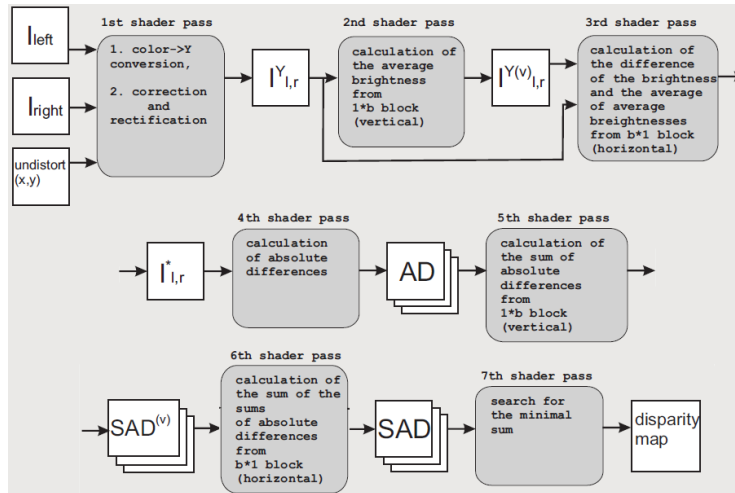 1st shader pass
2nd shader pass
3rd shader pass
I left
I right
undistort
(x,y)
1. color->Y
conversion,
2. correction
and
rectification
I^Y l,r
calculation of
the average
brightness
from
1*b block
(vertical)
I^Y(v) l,r
calculation of
the difference
of the brightness
and the average
of average
breightnesses
from b*1 block
(horizontal)
4th shader pass
5th shader pass
I^* l,r
calculation
of absolute
differences
AD
calculation of
the sum of
absolute
differences
from
1*b block
(vertical)
6th shader pass
7th shader pass
SAD^(v)
calculation of
the sum of the
sums
of absolute
differences
from
b*1 block
(horizontal)
SAD
search for
the minimal
sum
disparity
map